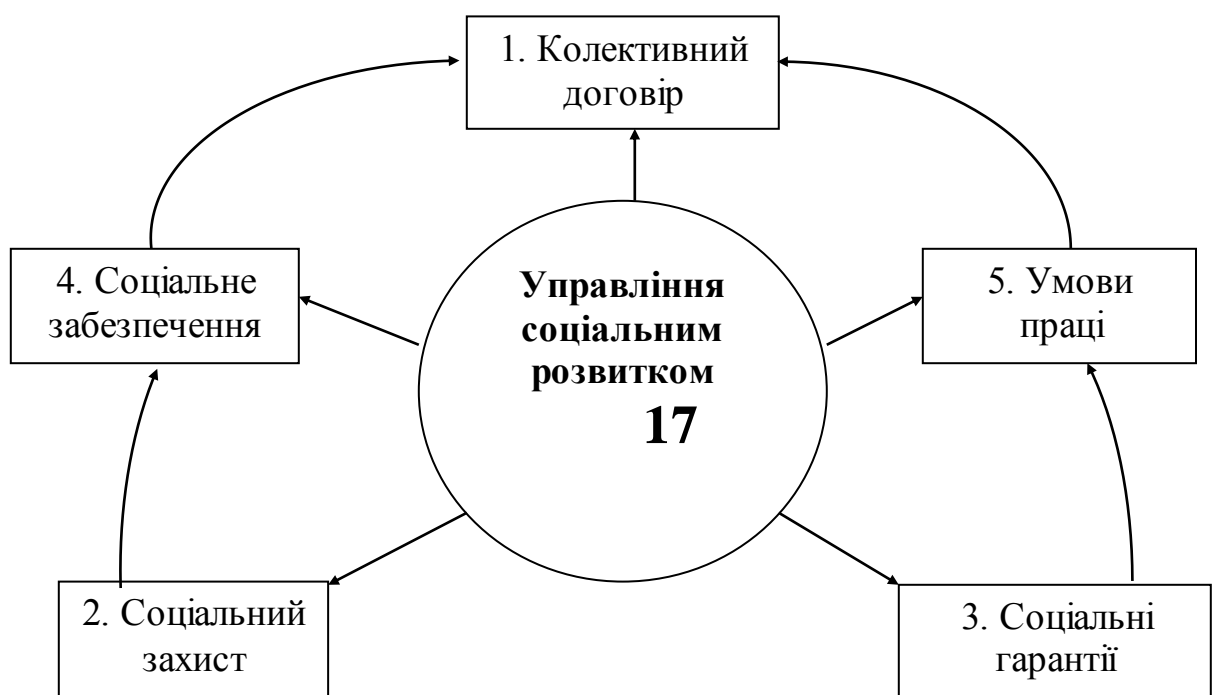 1. Колективний
договір
4. Соціальне
забезпечення
Управління
соціальним
розвитком
17
5. Умови
праці
2. Соціальний
захист
3. Соціальні
гарантії